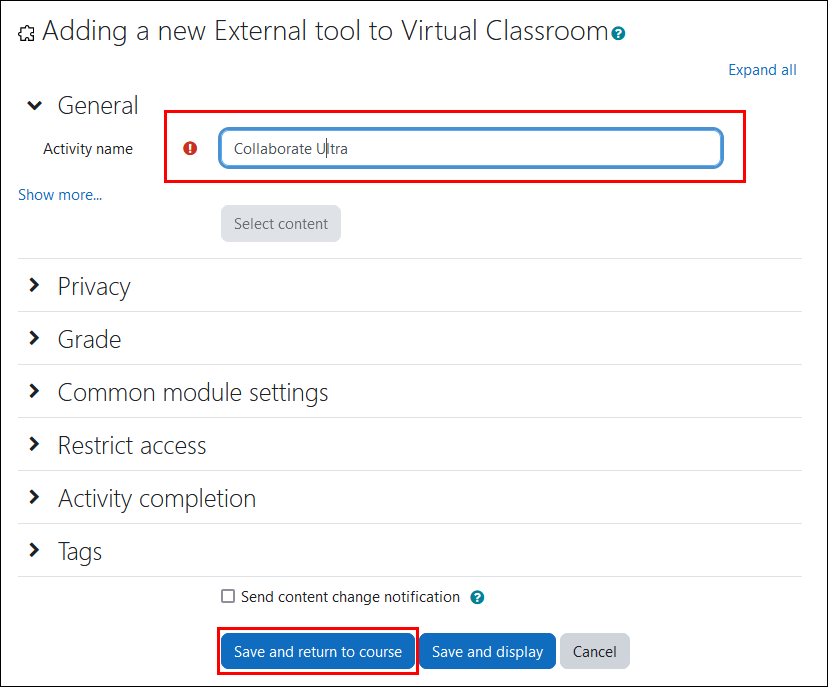 Adding a new External tool to Virtual Classroom
Expand all
General
Activity name
Collaborate Ultra
Show more...
Select content
Privacy
Grade
Common module settings
Restrict access
Activity completion
Tags
Send content change notification
Save and return to course Save and display Cancel